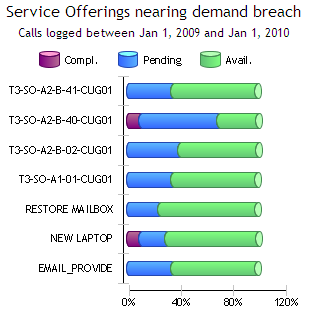 Service Offerings nearing demand breach
Calls logged between Jan 1, 2009 and Jan 1, 2010
Compl. Pending Avail.
T3-SO-A2-B-41-CUG01
T3-SO-A2-B-40-CUG01
T3-SO-A2-B-02-CUG01
T3-SO-A1-01-CUG01
RESTORE MAILBOX
NEW LAPTOP
EMAIL_PROVIDE
0% 40% 80% 120%